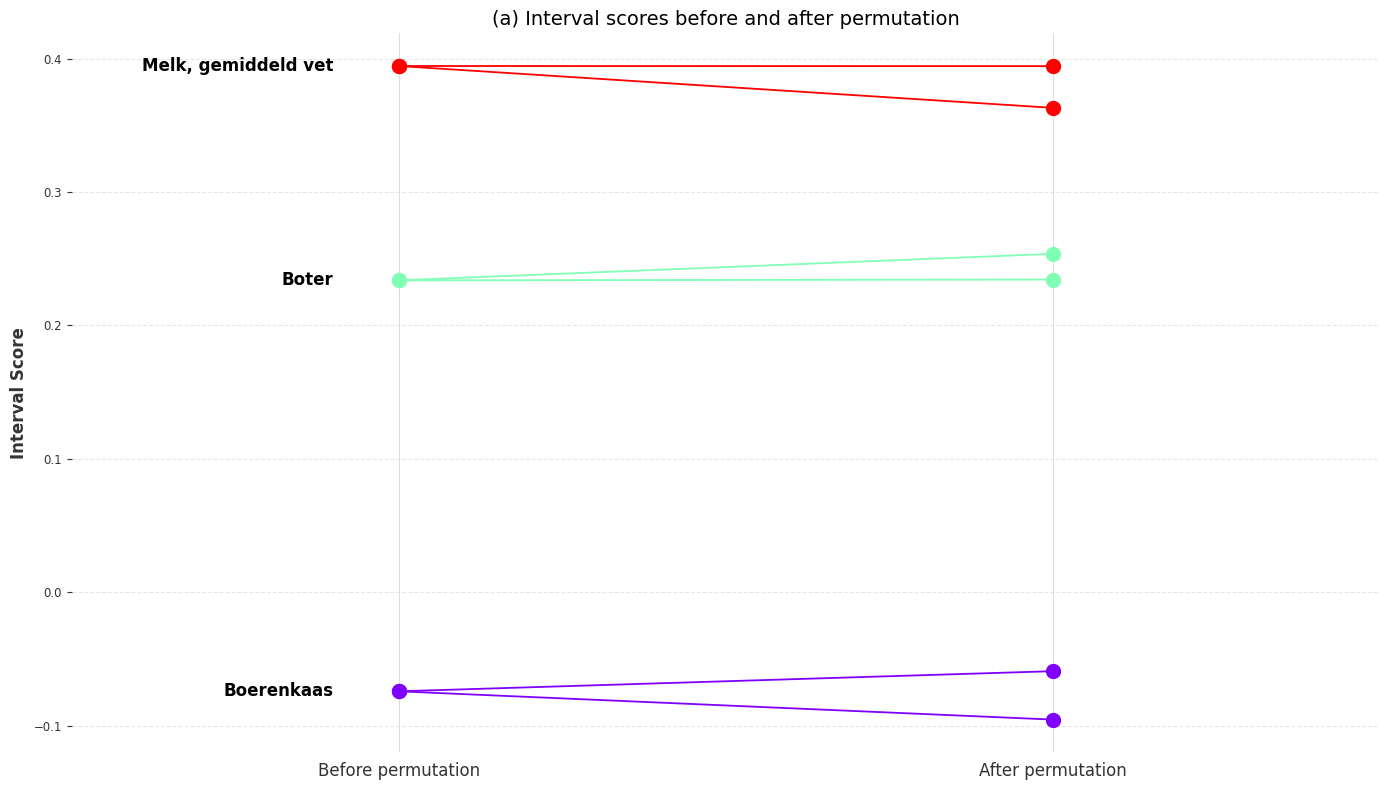 (a) Interval scores before and after permutation
Interval Score
0.4
0.3
0.2
0.1
0.0
−0.1
Melk, gemiddeld vet
Boter
Boerenkaas
Before permutation
After permutation